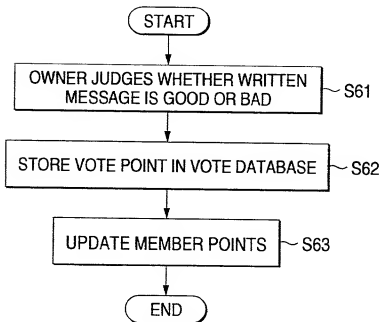 START
OWNER JUDGES WHETHER WRITTEN
MESSAGE IS GOOD OR BAD
S61
STORE VOTE POINT IN VOTE DATABASE
S62
UPDATE MEMBER POINTS
S63
END